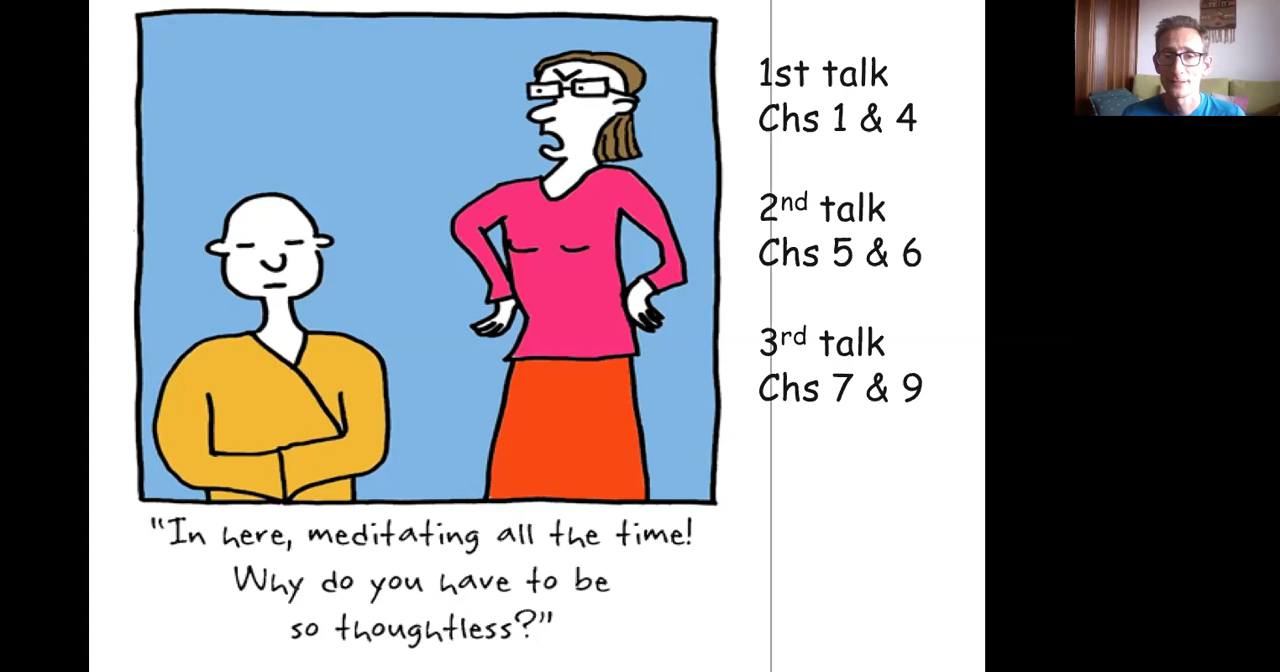 1st talk
Chs 1 & 4
2nd talk
Chs 5 & 6
3rd talk
Chs 7 & 9
"In here, meditating all the time!
Why do you have to be
so thoughtless?"